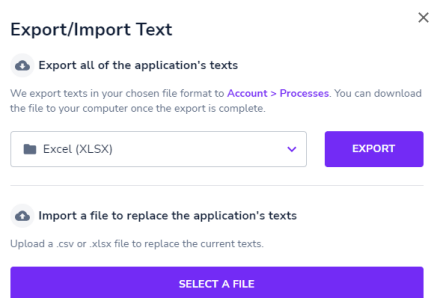 Export/Import Text
Export all of the application's texts
We export texts in your chosen file format to Account > Processes. You can download
the file to your computer once the export is complete.
Excel (XLSX)
EXPORT
Import a file to replace the application's texts
Upload a .csv or .xlsx file to replace the current texts.
SELECT A FILE